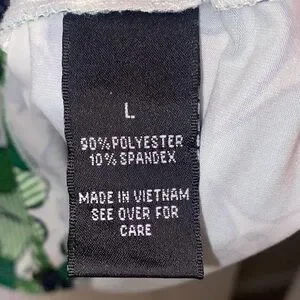 L
90% POLYESTER
10% SPANDEX
MADE IN VIETNAM
SEE OVER FOR
CARE